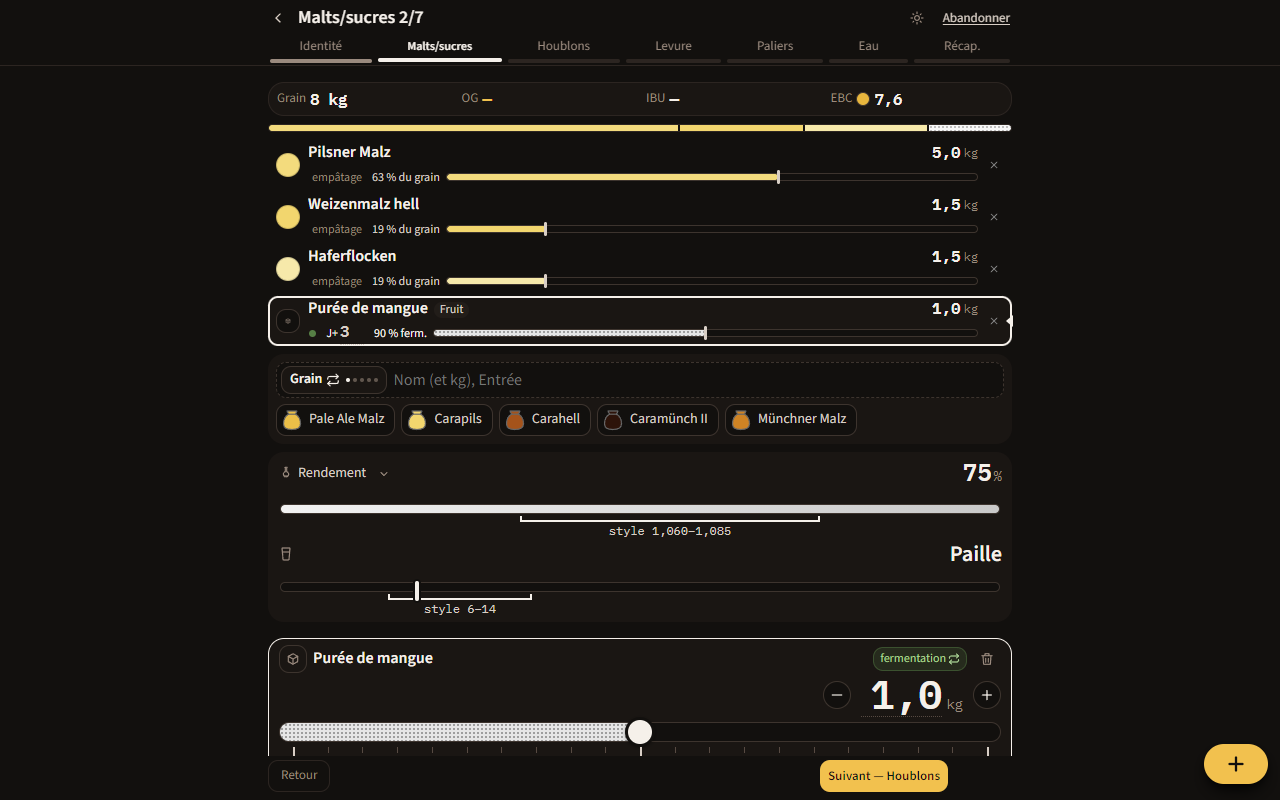 Malts/sucres 2/7
Abandonner
Identité Malts/sucres Houblons Levure Paliers Eau Récap.
Grain 8 kg OG — IBU — EBC 7,6
Pilsner Malz 5,0 kg
empâtage 63 % du grain
Weizenmalz hell 1,5 kg
empâtage 19 % du grain
Haferflocken 1,5 kg
empâtage 19 % du grain
Purée de mangue Fruit 1,0 kg
J+3 90 % ferm.
Grain Nom (et kg), Entrée
Pale Ale Malz Carapils Carahell Caramünch II Münchner Malz
Rendement 75%
style 1,060–1,085
Paille
style 6–14
Purée de mangue fermentation
1,0 kg
Retour Suivant — Houblons